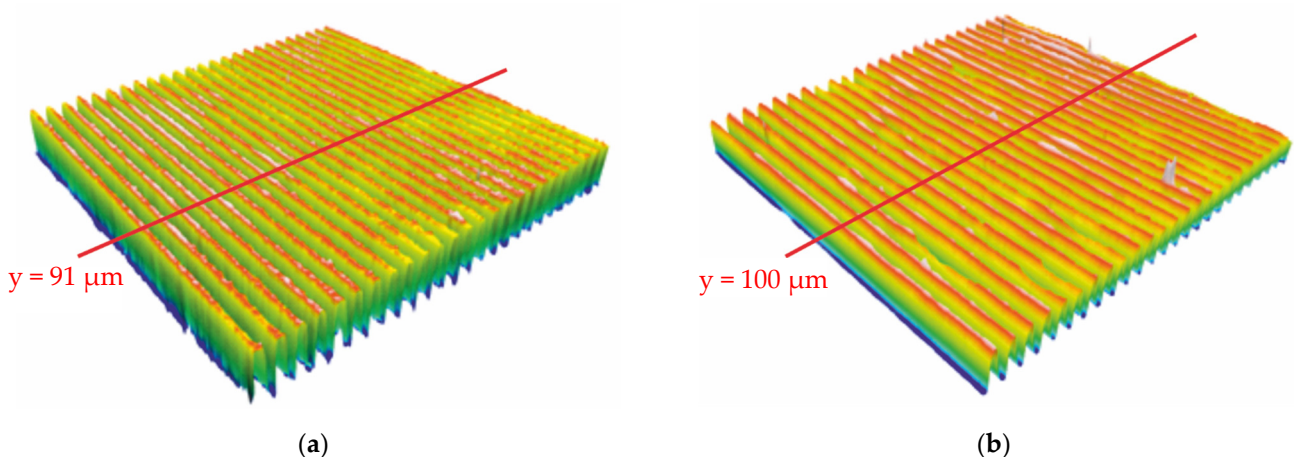 y = 91 µm
y = 100 µm
(a)
(b)